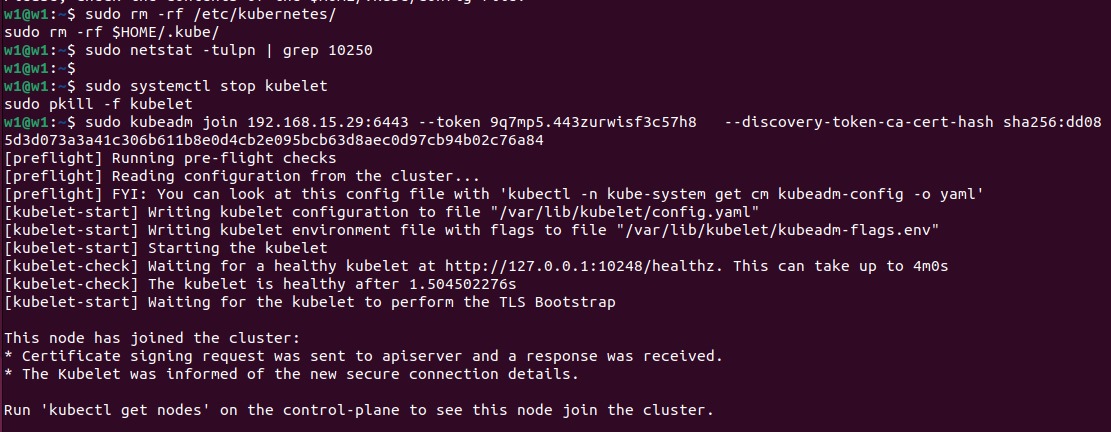 w1@w1:~$ sudo rm -rf /etc/kubernetes/
sudo rm -rf $HOME/.kube/
w1@w1:~$ sudo netstat -tulpn | grep 10250
w1@w1:~$
w1@w1:~$ sudo systemctl stop kubelet
sudo pkill -f kubelet
w1@w1:~$ sudo kubeadm join 192.168.15.29:6443 --token 9q7mp5.443zurwisf3c57h8   --discovery-token-ca-cert-hash sha256:dd08
5d3d073a3a41c306b611b8e0d4cb2e095bcb63d8aec0d97cb94b02c76a84
[preflight] Running pre-flight checks
[preflight] Reading configuration from the cluster...
[preflight] FYI: You can look at this config file with 'kubectl -n kube-system get cm kubeadm-config -o yaml'
[kubelet-start] Writing kubelet configuration to file "/var/lib/kubelet/config.yaml"
[kubelet-start] Writing kubelet environment file with flags to file "/var/lib/kubelet/kubeadm-flags.env"
[kubelet-start] Starting the kubelet
[kubelet-check] Waiting for a healthy kubelet at http://127.0.0.1:10248/healthz. This can take up to 4m0s
[kubelet-check] The kubelet is healthy after 1.504502276s
[kubelet-start] Waiting for the kubelet to perform the TLS Bootstrap

This node has joined the cluster:
* Certificate signing request was sent to apiserver and a response was received.
* The Kubelet was informed of the new secure connection details.

Run 'kubectl get nodes' on the control-plane to see this node join the cluster.